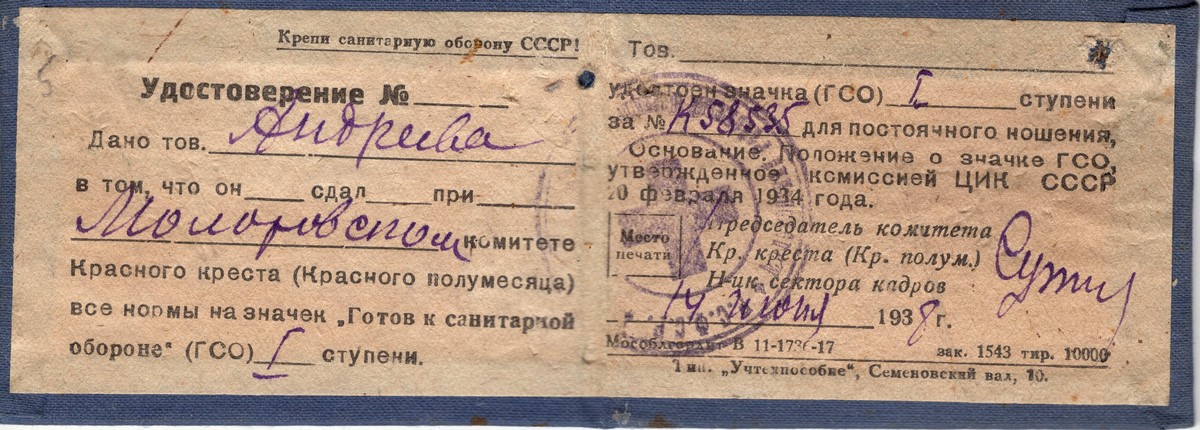 Крепи санитарную оборону СССР!
Удостоверение №
Дано тов. Андреева
в том, что он сдал при
комитете
Красного креста (Красного полумесяца)
все нормы на значек „Готов к санитарной
обороне“ (ГСО) I ступени.
Тов.
удостоен значка (ГСО) I ступени
за № К58535 для постоячного ношения,
Основание. Положение о значке ГСО,
утвержденное комиссией ЦИК СССР
20 февраля 1934 года.
Место
печати
Председатель комитета
Кр. креста (Кр. полум.)
Н-ик сектора кадров
14 июня 1938 г.
Мособлгорлит В 11-1736-17 зак. 1543 тир. 10000
Тип. „Учтехпособие“, Семеновский вал, 10.